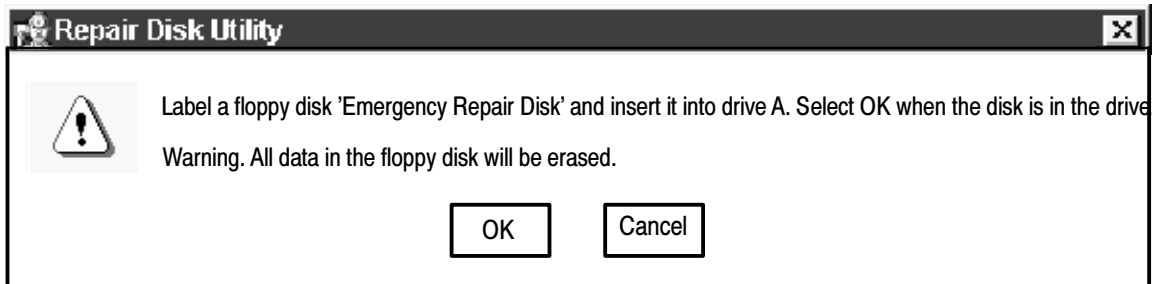 Repair Disk Utility
Label a floppy disk ’Emergency Repair Disk’ and insert it into drive A. Select OK when the disk is in the drive
Warning. All data in the floppy disk will be erased.
OK Cancel